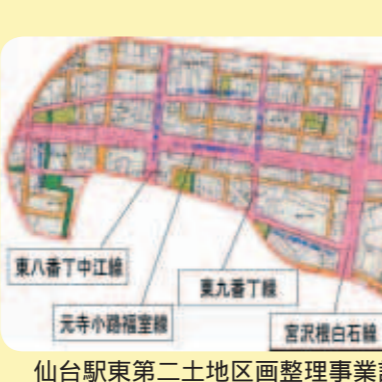 東八番丁中江線
東九番丁線
元寺小路福室線
宮沢根白石線
仙台駅東第二土地区画整理事業